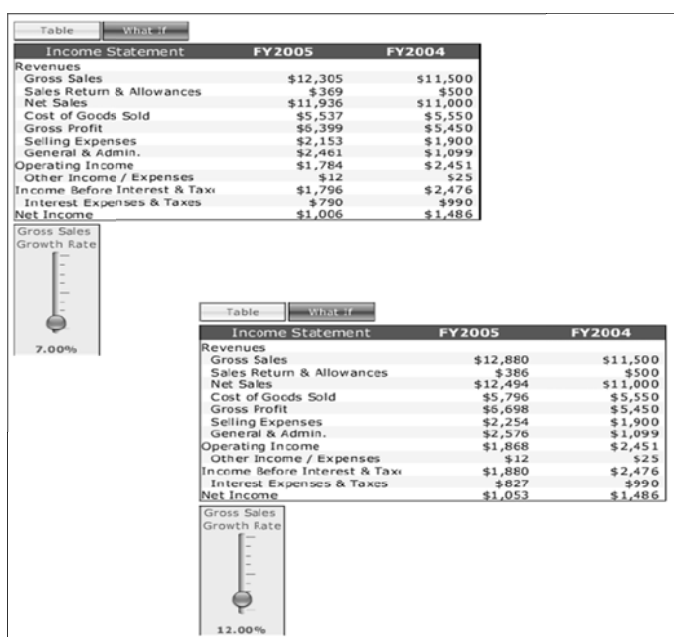 Table What If
Income Statement FY2005 FY2004
Revenues
Gross Sales $12,305 $11,500
Sales Return & Allowances $369 $500
Net Sales $11,936 $11,000
Cost of Goods Sold $5,537 $5,550
Gross Profit $6,399 $5,450
Selling Expenses $2,153 $1,900
General & Admin. $2,461 $1,099
Operating Income $1,784 $2,451
Other Income / Expenses $12 $25
Income Before Interest & Tax $1,796 $2,476
Interest Expenses & Taxes $790 $990
Net Income $1,006 $1,486
Gross Sales
Growth Rate
7.00%
Table What If
Income Statement FY2005 FY2004
Revenues
Gross Sales $12,880 $11,500
Sales Return & Allowances $386 $500
Net Sales $12,494 $11,000
Cost of Goods Sold $5,796 $5,550
Gross Profit $6,698 $5,450
Selling Expenses $2,254 $1,900
General & Admin. $2,576 $1,099
Operating Income $1,868 $2,451
Other Income / Expenses $12 $25
Income Before Interest & Tax $1,880 $2,476
Interest Expenses & Taxes $827 $990
Net Income $1,053 $1,486
Gross Sales
Growth Rate
12.00%